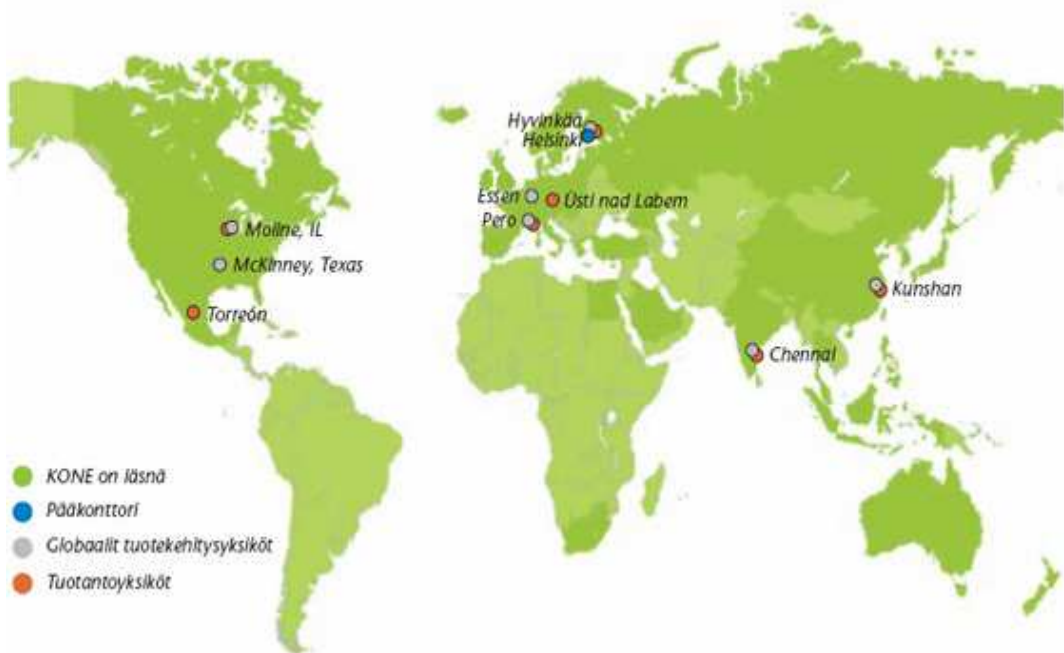 Hyvinkää
Helsinki
Essen
Ústí nad Labem
Pero
Moline, IL
McKinney, Texas
Torreón
Kunshan
Chennai
KONE on läsnä
Pääkonttori
Globaalit tuotekehitysyksiköt
Tuotantoyksiköt